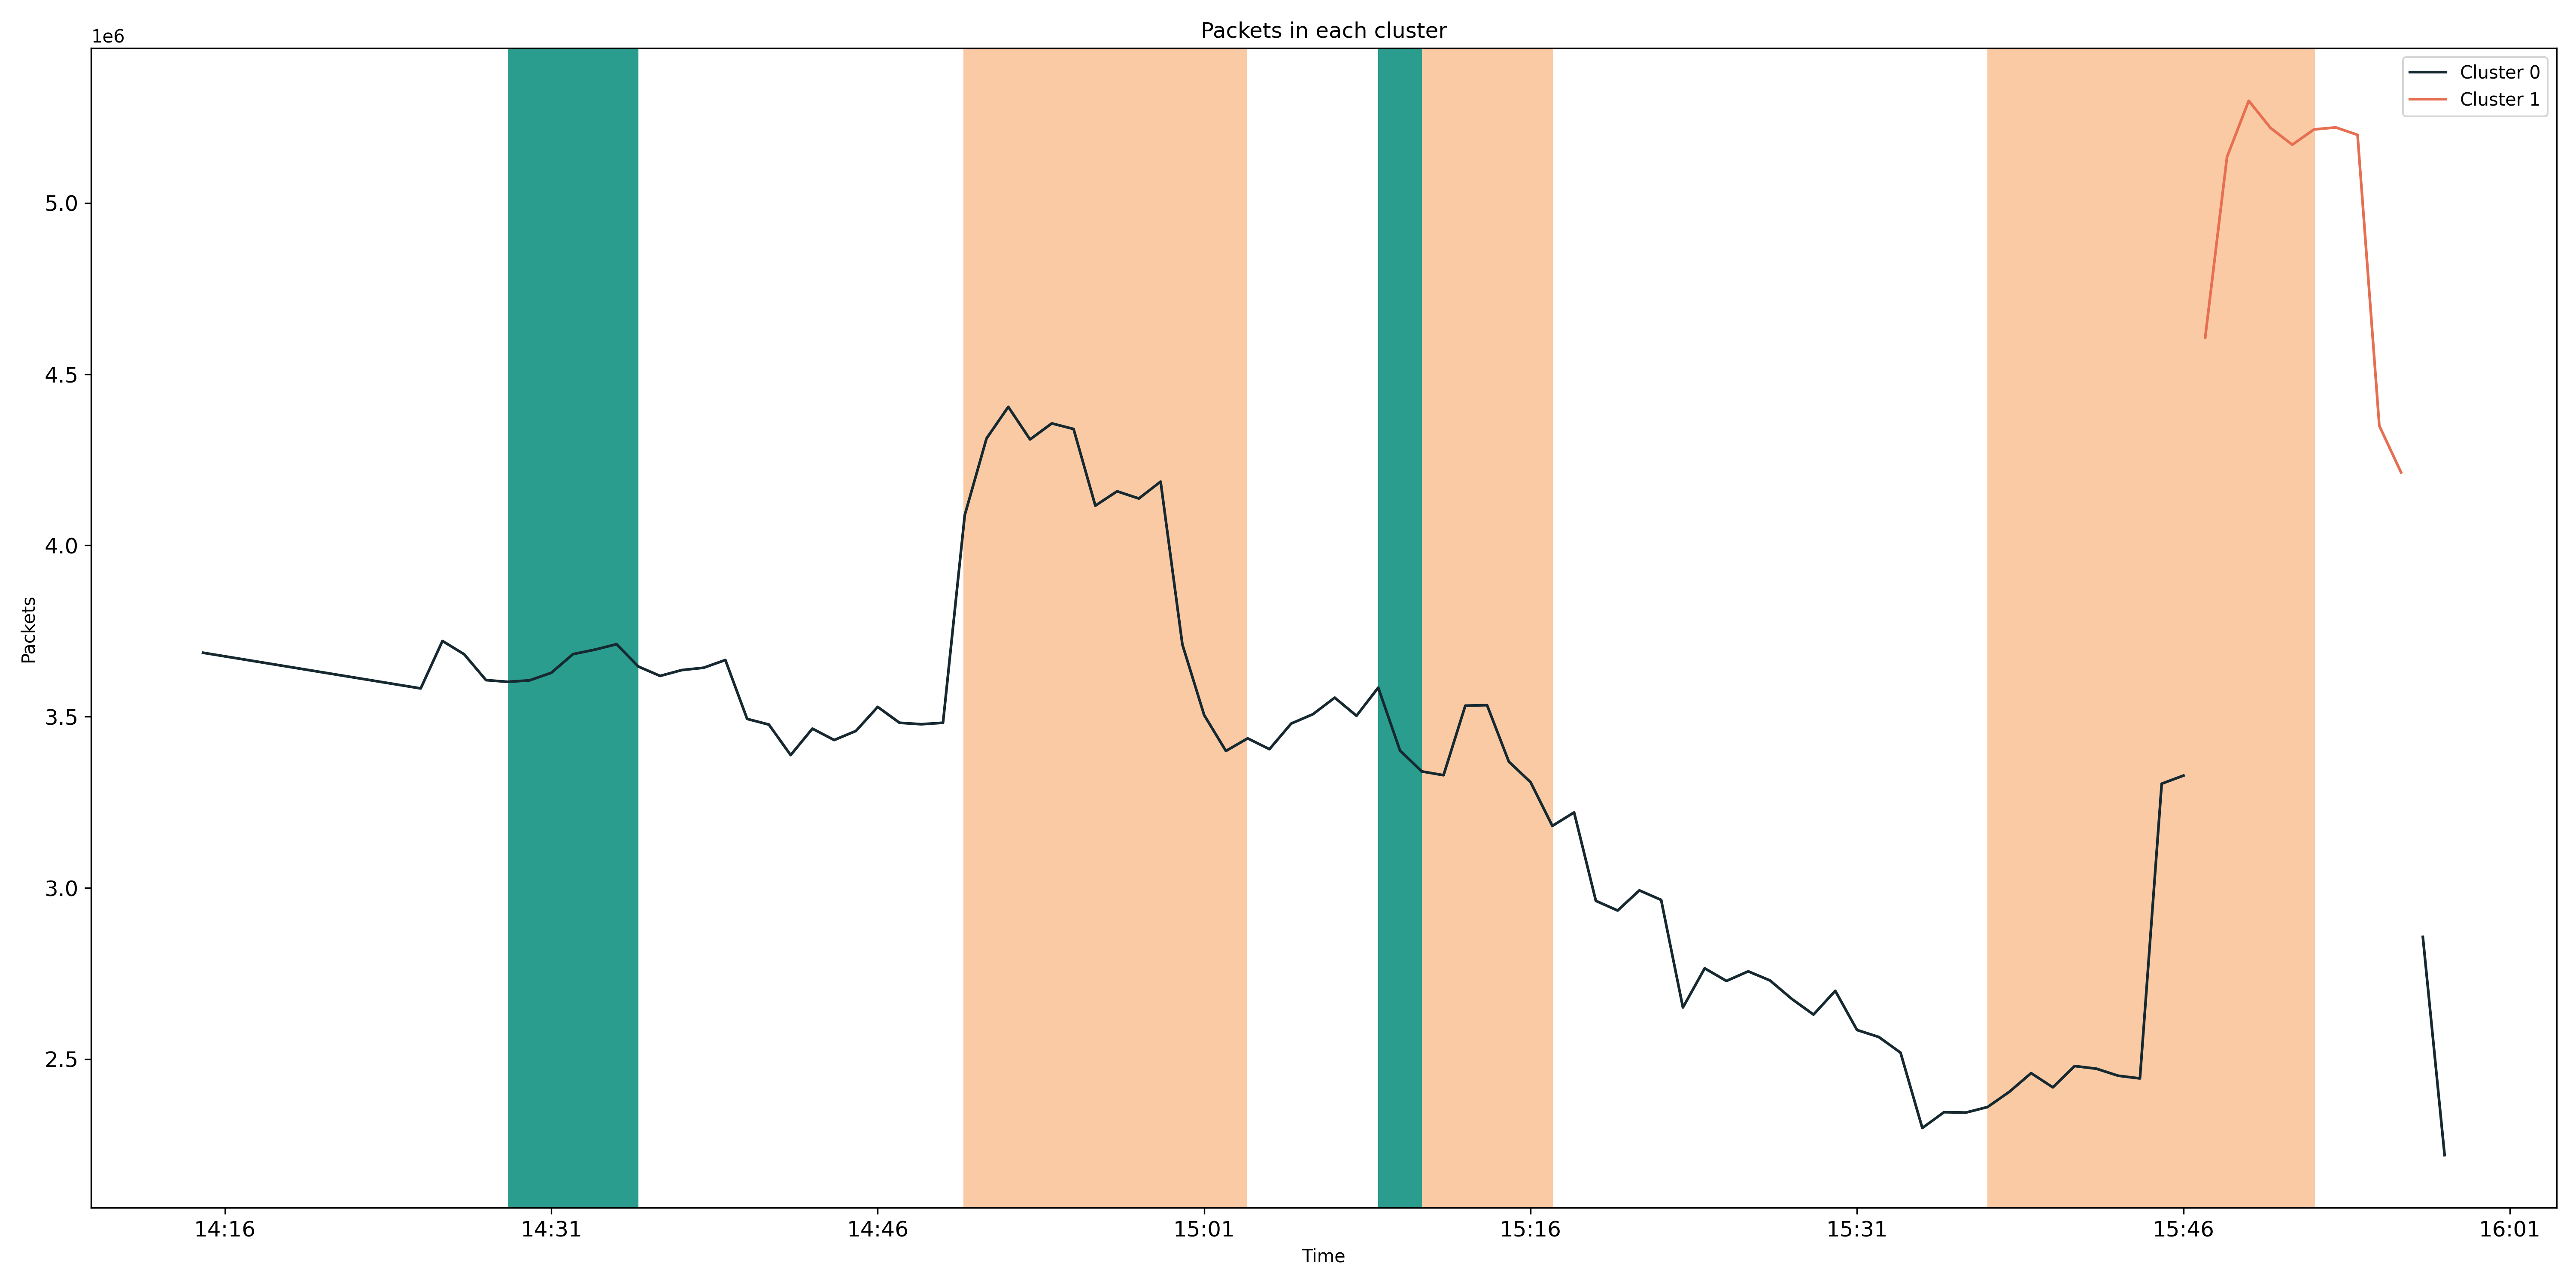 Packets in each cluster
1e6
Cluster 0
Cluster 1
5.0
4.5
4.0
3.5
3.0
2.5
Packets
14:16 14:31 14:46 15:01 15:16 15:31 15:46 16:01
Time